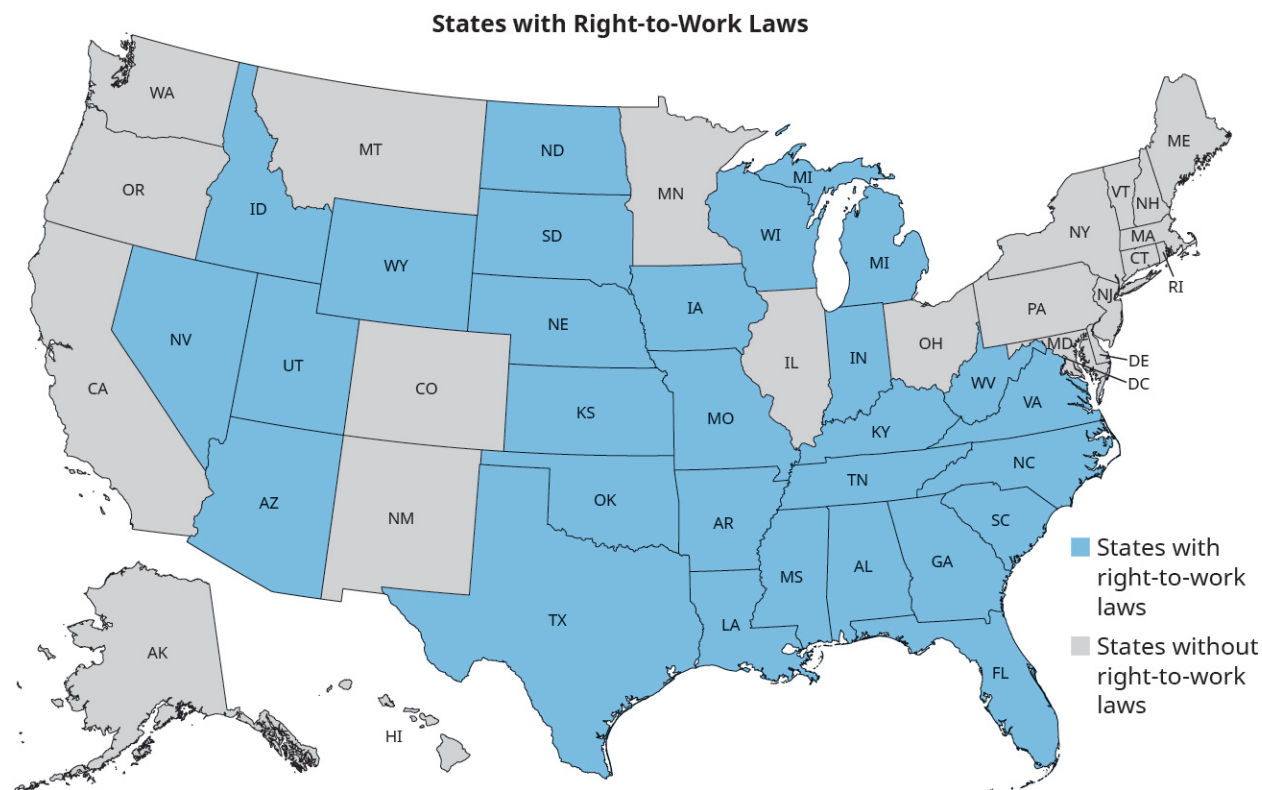 States with Right-to-Work Laws
WA
MT
ND
MN
ME
OR
ID
SD
WI
MI
VT
NH
NY
MA
CT
RI
WY
MI
IA
NE
PA
NJ
NV
UT
CO
IL
IN
OH
MD
DE
DC
CA
KS
MO
WV
VA
KY
AZ
NM
OK
TN
NC
AR
SC
MS
AL
GA
TX
LA
FL
AK
HI
States with
right-to-work
laws
States without
right-to-work
laws